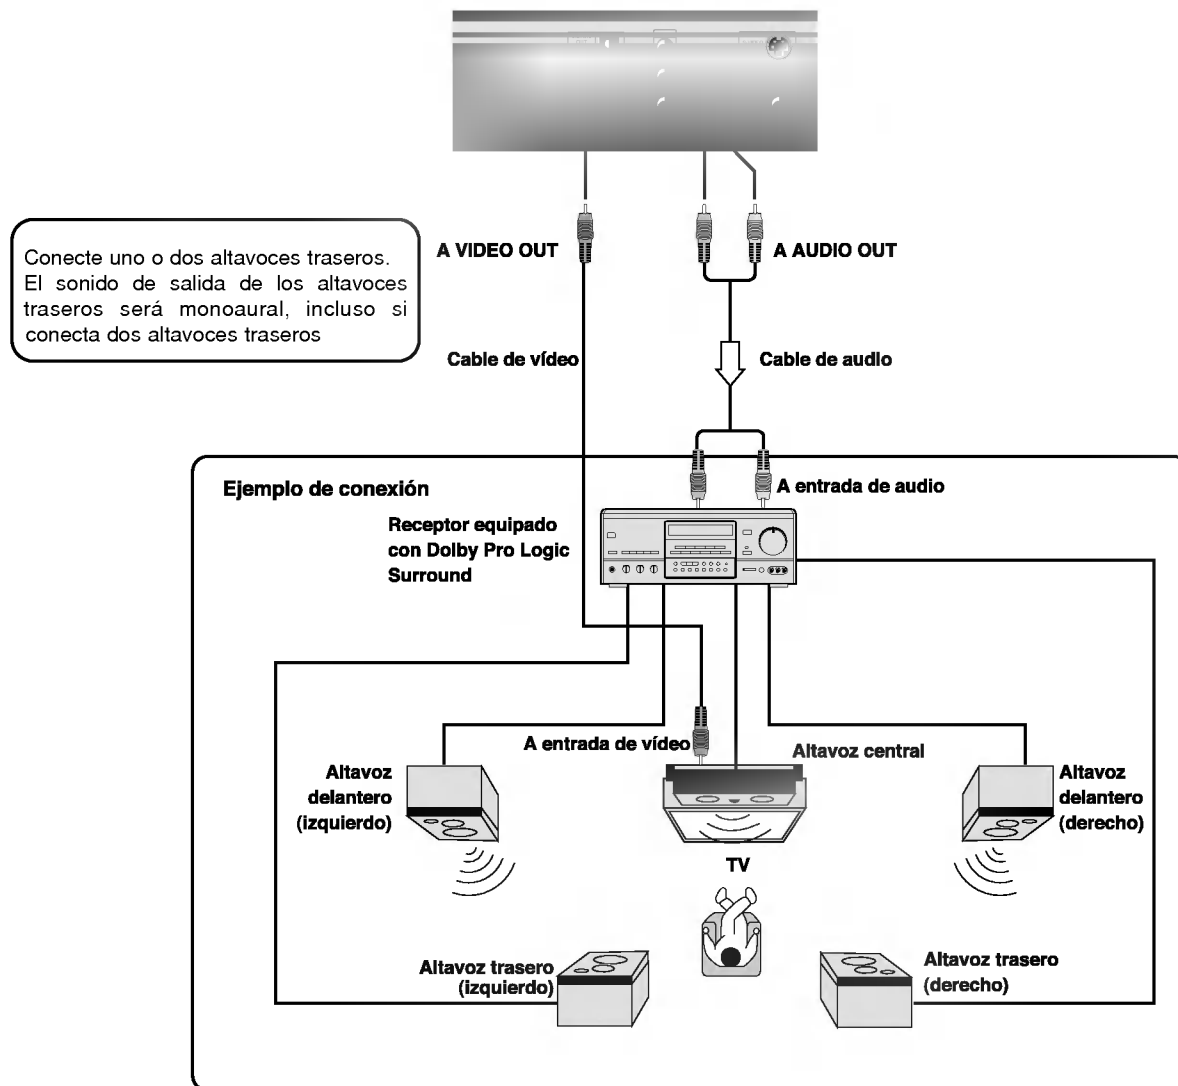 Conecte uno o dos altavoces traseros.
El sonido de salida de los altavoces
traseros será monoaural, incluso si
conecta dos altavoces traseros
A VIDEO OUT
A AUDIO OUT
Cable de vídeo
Cable de audio
Ejemplo de conexión
A entrada de audio
Receptor equipado
con Dolby Pro Logic
Surround
A entrada de vídeo
Altavoz central
Altavoz
delantero
(izquierdo)
Altavoz
delantero
(derecho)
TV
Altavoz trasero
(izquierdo)
Altavoz trasero
(derecho)